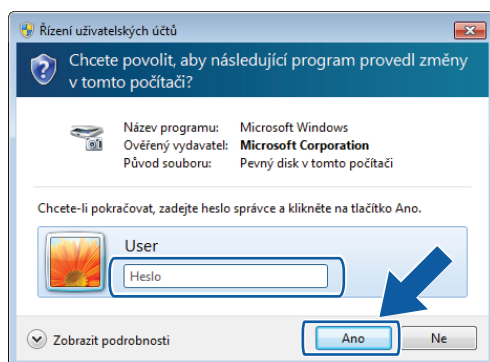 Řízení uživatelských účtů
Chcete povolit, aby následující program provedl změny
v tomto počítači?
Název programu: Microsoft Windows
Ověřený vydavatel: Microsoft Corporation
Původ souboru: Pevný disk v tomto počítači
Chcete-li pokračovat, zadejte heslo správce a klikněte na tlačítko Ano.
User
Heslo
Zobrazit podrobnosti Ano Ne